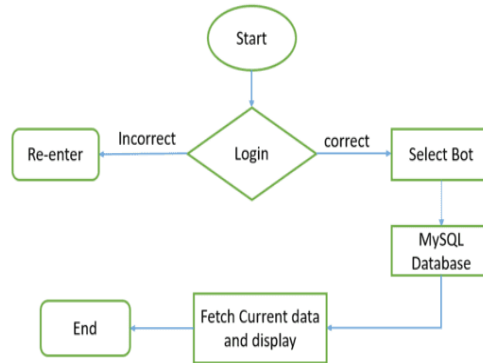 Start
Incorrect
correct
Re-enter
Login
Select Bot
MySQL
Database
Fetch Current data
and display
End